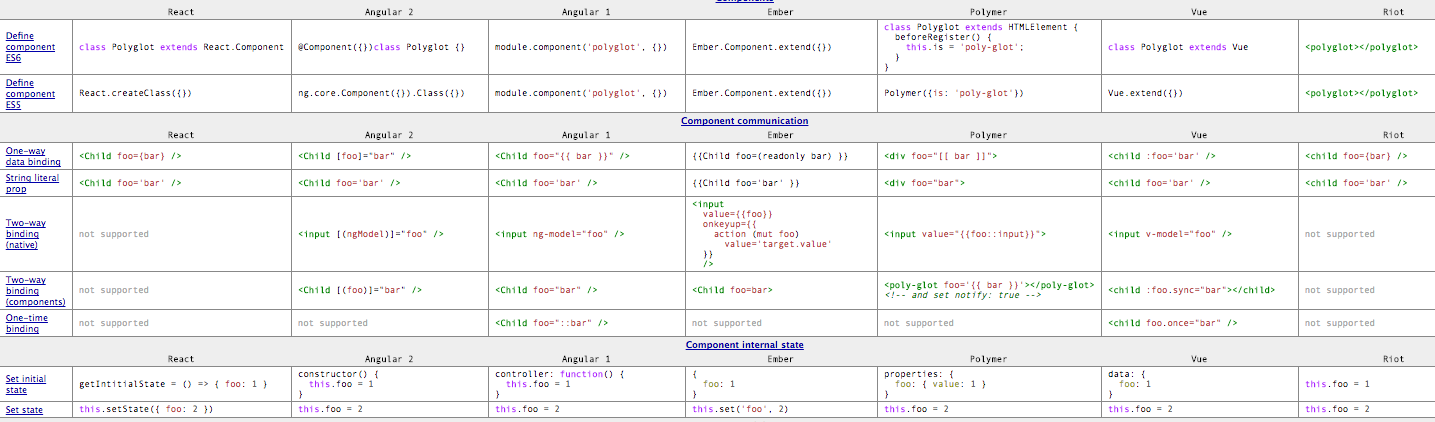 Components
React Angular 2 Angular 1 Ember Polymer Vue Riot
Define
component
ES6
class Polyglot extends React.Component
@Component({})class Polyglot {}
module.component('polyglot', {})
Ember.Component.extend({})
class Polyglot extends HTMLElement {
beforeRegister() {
this.is = 'poly-glot';
}
}
class Polyglot extends Vue
<polyglot></polyglot>
Define
component
ES5
React.createClass({})
ng.core.Component({}).Class({})
module.component('polyglot', {})
Ember.Component.extend({})
Polymer({is: 'poly-glot'})
Vue.extend({})
<polyglot></polyglot>
Component communication
React Angular 2 Angular 1 Ember Polymer Vue Riot
One-way
data binding
<Child foo={bar} />
<Child [foo]="bar" />
<Child foo="{{ bar }}" />
{{Child foo=(readonly bar) }}
<div foo="[[ bar ]]">
<child :foo='bar' />
<child foo={bar} />
String literal
prop
<Child foo='bar' />
<Child foo='bar' />
<Child foo='bar' />
{{Child foo='bar' }}
<div foo="bar">
<child foo='bar' />
<child foo='bar' />
Two-way
binding
(native)
not supported
<input [(ngModel)]="foo" />
<input ng-model="foo" />
<input
value={{foo}}
onkeyup={{
action (mut foo)
value='target.value'
}}
/>
<input value="{{foo::input}}">
<input v-model="foo" />
not supported
Two-way
binding
(components)
not supported
<Child [(foo)]="bar" />
<Child foo="bar" />
<Child foo=bar>
<poly-glot foo='{{ bar }}'></poly-glot>
<!-- and set notify: true -->
<child :foo.sync="bar"></child>
not supported
One-time
binding
not supported
not supported
<Child foo="::bar" />
not supported
not supported
<child foo.once="bar" />
not supported
Component internal state
React Angular 2 Angular 1 Ember Polymer Vue Riot
Set initial
state
getIntitialState = () => { foo: 1 }
constructor() {
this.foo = 1
}
controller: function() {
this.foo = 1
}
{
foo: 1
}
properties: {
foo: { value: 1 }
}
data: {
foo: 1
}
this.foo = 1
Set state
this.setState({ foo: 2 })
this.foo = 2
this.foo = 2
this.set('foo', 2)
this.foo = 2
this.foo = 2
this.foo = 2